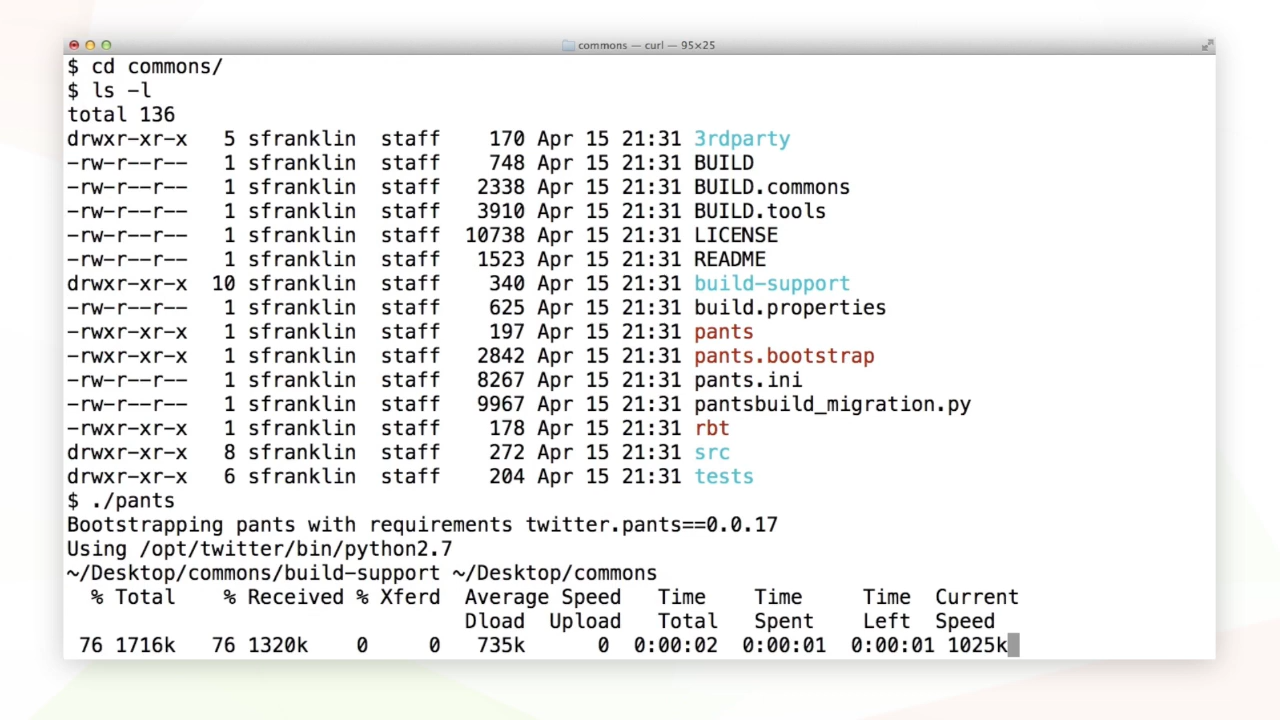 commons — curl — 95×25
$ cd commons/
$ ls -l
total 136
drwxr-xr-x   5 sfranklin  staff    170 Apr 15 21:31 3rdparty
-rw-r--r--   1 sfranklin  staff    748 Apr 15 21:31 BUILD
-rw-r--r--   1 sfranklin  staff   2338 Apr 15 21:31 BUILD.commons
-rw-r--r--   1 sfranklin  staff   3910 Apr 15 21:31 BUILD.tools
-rw-r--r--   1 sfranklin  staff  10738 Apr 15 21:31 LICENSE
-rw-r--r--   1 sfranklin  staff   1523 Apr 15 21:31 README
drwxr-xr-x  10 sfranklin  staff    340 Apr 15 21:31 build-support
-rw-r--r--   1 sfranklin  staff    625 Apr 15 21:31 build.properties
-rwxr-xr-x   1 sfranklin  staff    197 Apr 15 21:31 pants
-rwxr-xr-x   1 sfranklin  staff   2842 Apr 15 21:31 pants.bootstrap
-rw-r--r--   1 sfranklin  staff   8267 Apr 15 21:31 pants.ini
-rw-r--r--   1 sfranklin  staff   9967 Apr 15 21:31 pantsbuild_migration.py
-rwxr-xr-x   1 sfranklin  staff    178 Apr 15 21:31 rbt
drwxr-xr-x   8 sfranklin  staff    272 Apr 15 21:31 src
drwxr-xr-x   6 sfranklin  staff    204 Apr 15 21:31 tests
$ ./pants
Bootstrapping pants with requirements twitter.pants==0.0.17
Using /opt/twitter/bin/python2.7
~/Desktop/commons/build-support ~/Desktop/commons
  % Total    % Received % Xferd  Average Speed   Time    Time     Time  Current
                                 Dload  Upload   Total   Spent    Left  Speed
 76 1716k   76 1320k    0     0   735k      0  0:00:02  0:00:01  0:00:01 1025k